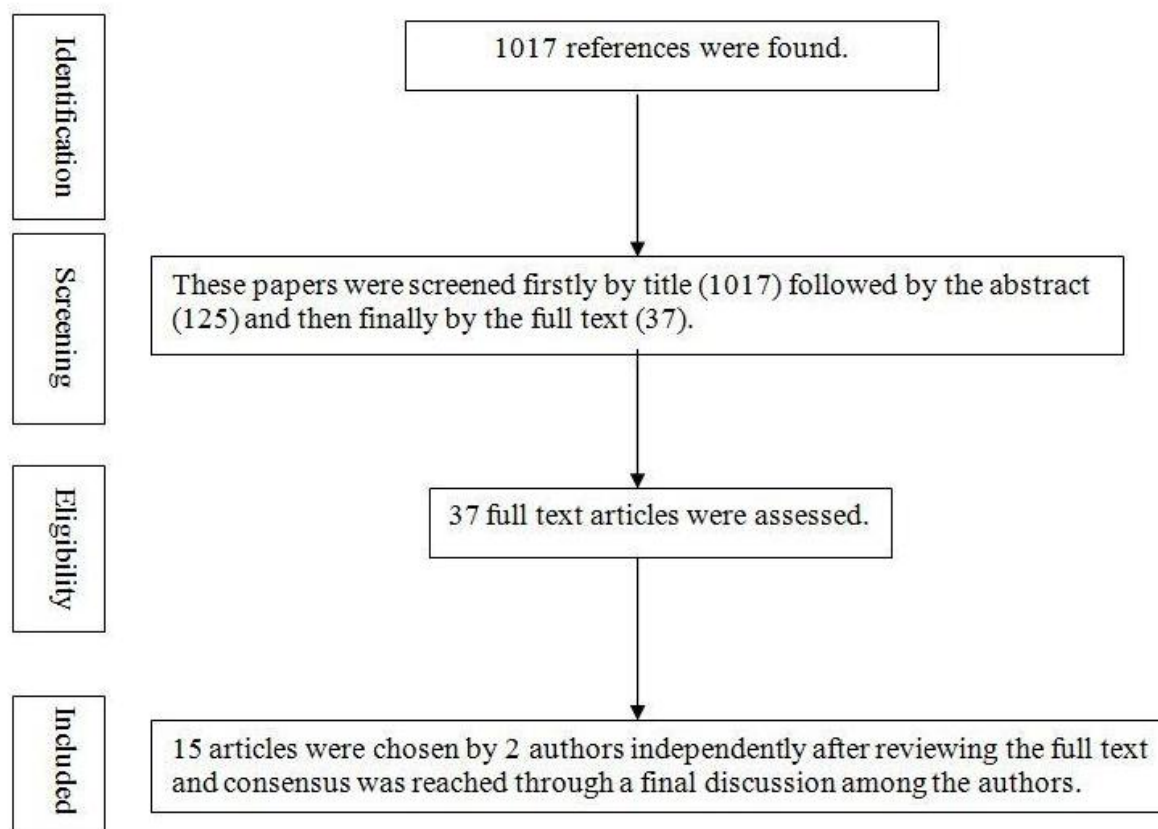 Identification
1017 references were found.
Screening
These papers were screened firstly by title (1017) followed by the abstract
(125) and then finally by the full text (37).
Eligibility
37 full text articles were assessed.
Included
15 articles were chosen by 2 authors independently after reviewing the full text
and consensus was reached through a final discussion among the authors.